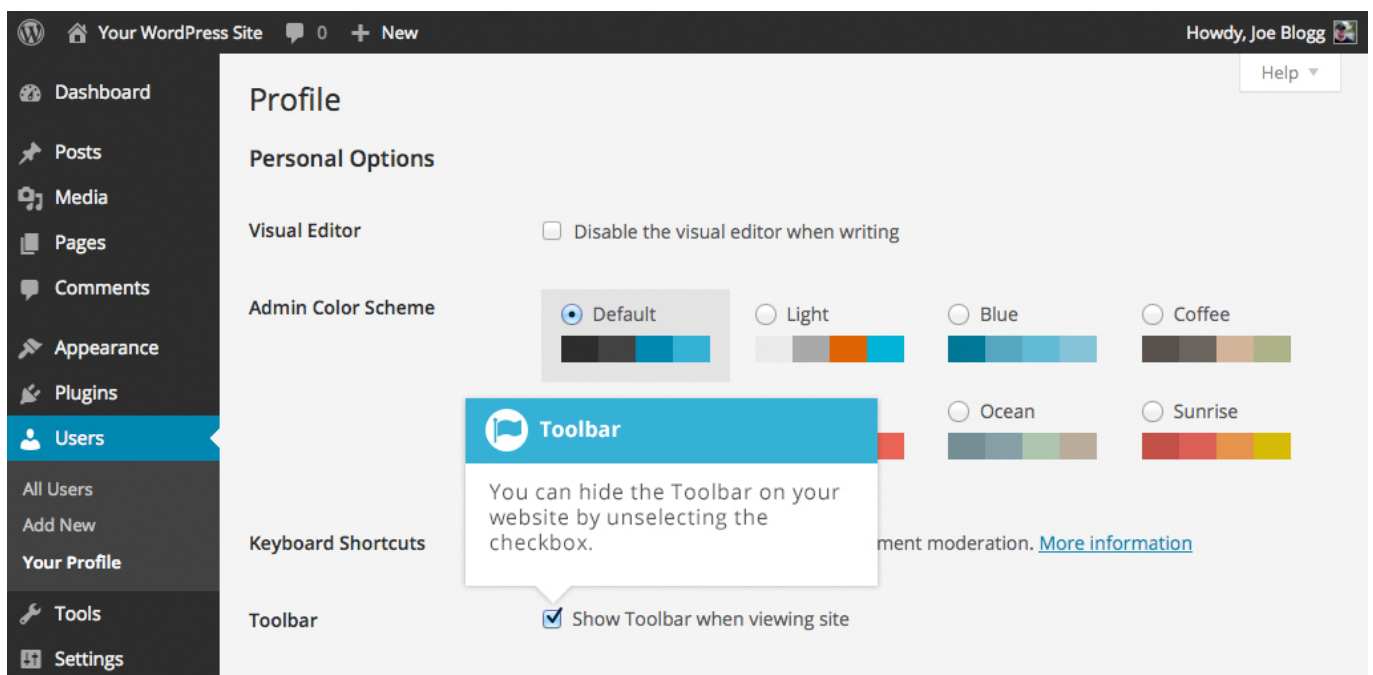 Your WordPress Site 0 + New Howdy, Joe Blogg
Help
Dashboard
Posts
Media
Pages
Comments
Appearance
Plugins
Users
All Users
Add New
Your Profile
Tools
Settings
Profile
Personal Options
Visual Editor Disable the visual editor when writing
Admin Color Scheme Default Light Blue Coffee
Ocean Sunrise
Toolbar
You can hide the Toolbar on your
website by unselecting the
checkbox.
Keyboard Shortcuts ment moderation. More information
Toolbar Show Toolbar when viewing site